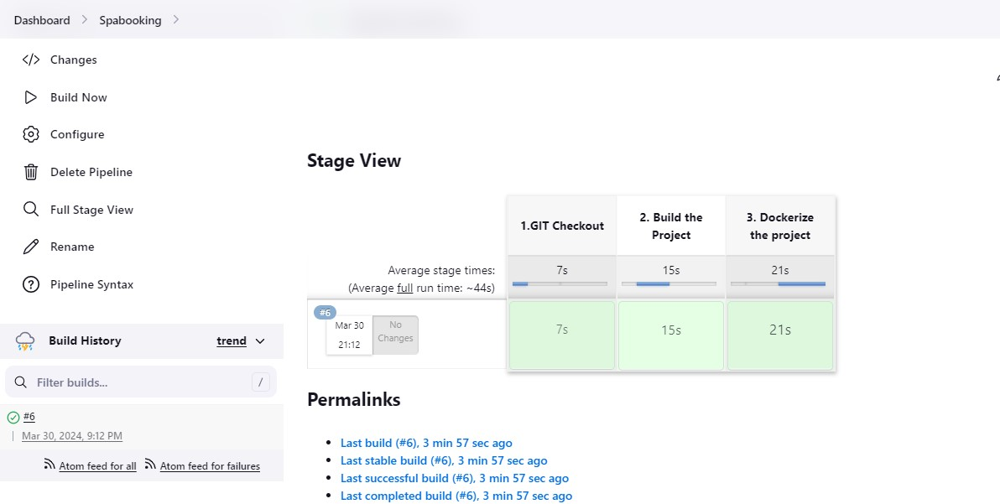 Dashboard > Spabooking >
Changes
Build Now
Configure
Delete Pipeline
Full Stage View
Rename
Pipeline Syntax
Build History
trend
Filter builds...
/
#6
Mar 30, 2024, 9:12 PM
Atom feed for all
Atom feed for failures
Stage View
1.GIT Checkout
2. Build the
Project
3. Dockerize
the project
Average stage times:
(Average full run time: ~44s)
7s
15s
21s
#6
Mar 30
21:12
No
Changes
7s
15s
21s
Permalinks
• Last build (#6), 3 min 57 sec ago
• Last stable build (#6), 3 min 57 sec ago
• Last successful build (#6), 3 min 57 sec ago
• Last completed build (#6), 3 min 57 sec ago